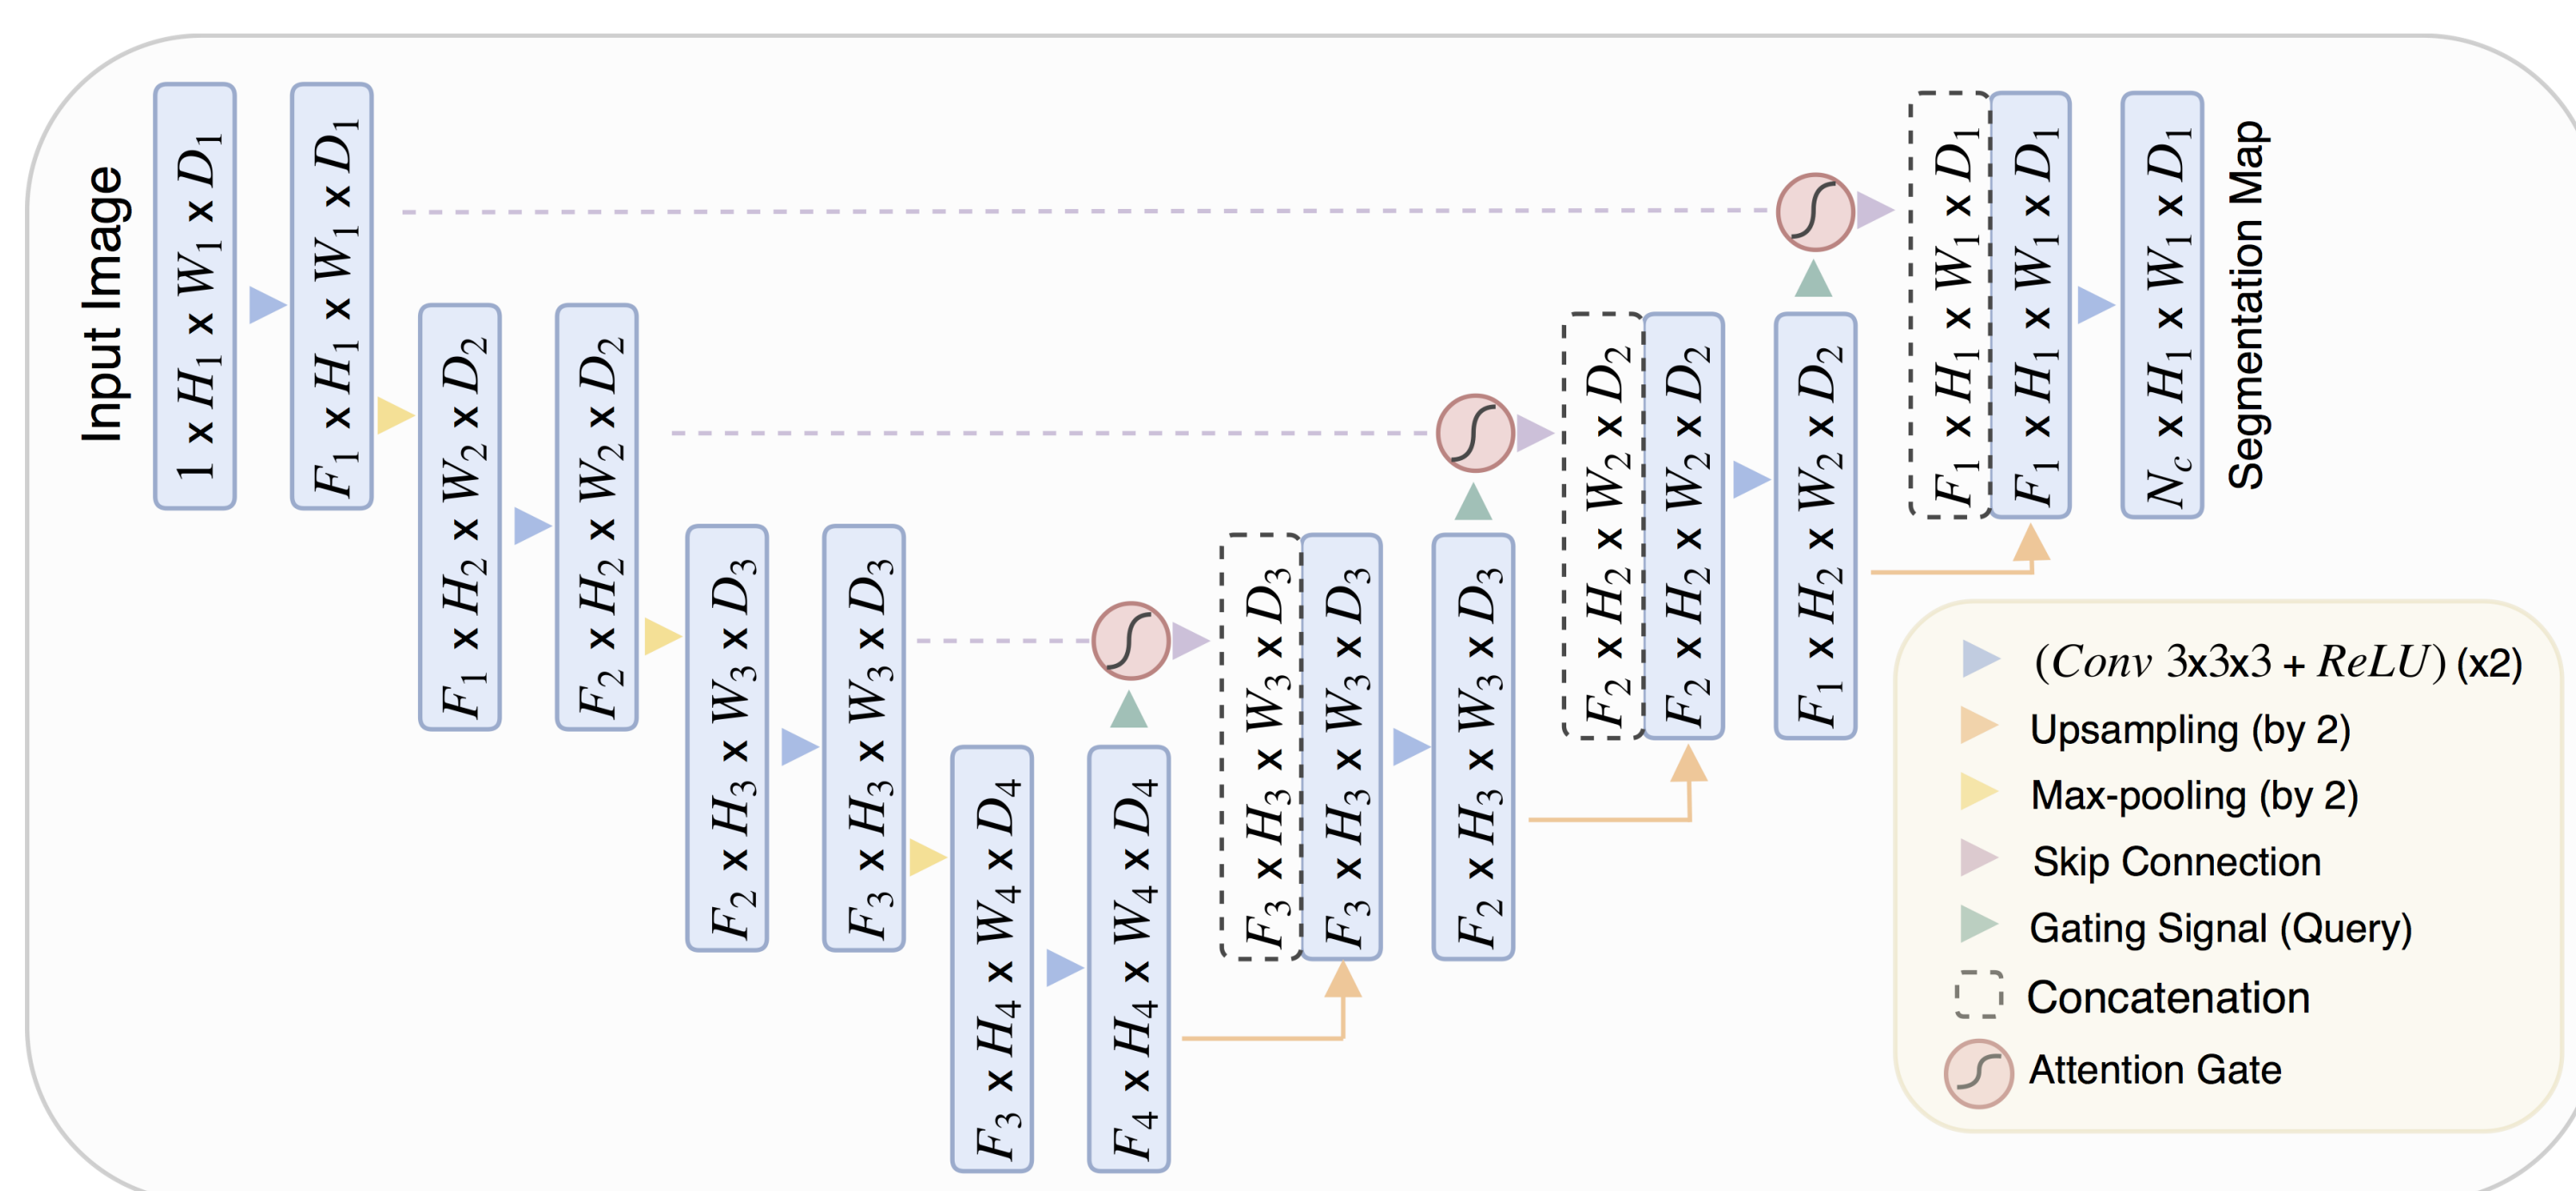 Input Image
1 x H₁ x W₁ x D₁
F₁ x H₁ x W₁ x D₁
F₁ x H₂ x W₂ x D₂
F₂ x H₂ x W₂ x D₂
F₂ x H₃ x W₃ x D₃
F₃ x H₃ x W₃ x D₃
F₃ x H₄ x W₄ x D₄
F₄ x H₄ x W₄ x D₄
F₃ x H₃ x W₃ x D₃
F₃ x H₃ x W₃ x D₃
F₂ x H₃ x W₃ x D₃
F₂ x H₂ x W₂ x D₂
F₂ x H₂ x W₂ x D₂
F₁ x H₂ x W₂ x D₂
F₁ x H₁ x W₁ x D₁
F₁ x H₁ x W₁ x D₁
N_c x H₁ x W₁ x D₁
Segmentation Map
(Conv 3x3x3 + ReLU) (x2)
Upsampling (by 2)
Max-pooling (by 2)
Skip Connection
Gating Signal (Query)
Concatenation
Attention Gate